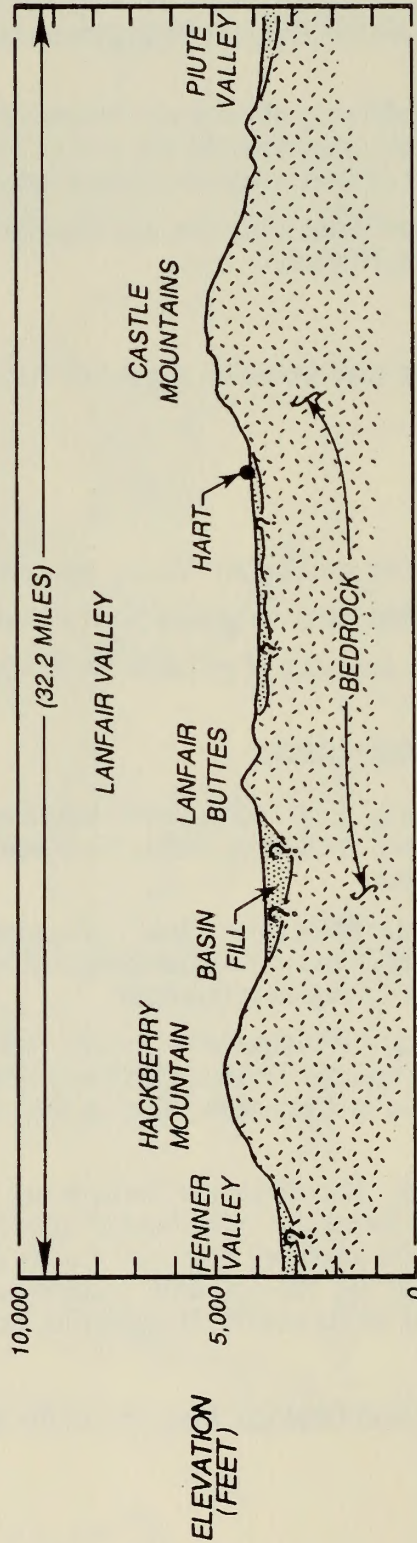 (32.2 MILES)
LANFAIR VALLEY
10,000
5,000
0
ELEVATION
(FEET)
FENNER
VALLEY
HACKBERRY
MOUNTAIN
BASIN
FILL
LANFAIR
BUTTES
HART
CASTLE
MOUNTAINS
PIUTE
VALLEY
?
?
?
?
?
BEDROCK